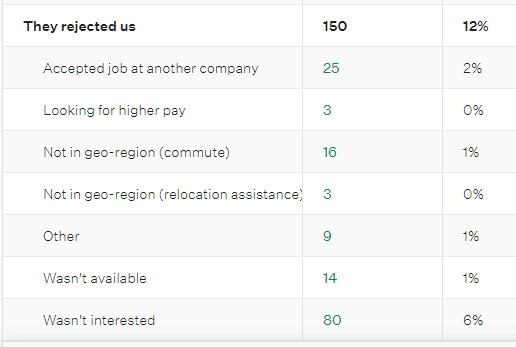 They rejected us 150 12%
Accepted job at another company 25 2%
Looking for higher pay 3 0%
Not in geo-region (commute) 16 1%
Not in geo-region (relocation assistance) 3 0%
Other 9 1%
Wasn't available 14 1%
Wasn't interested 80 6%